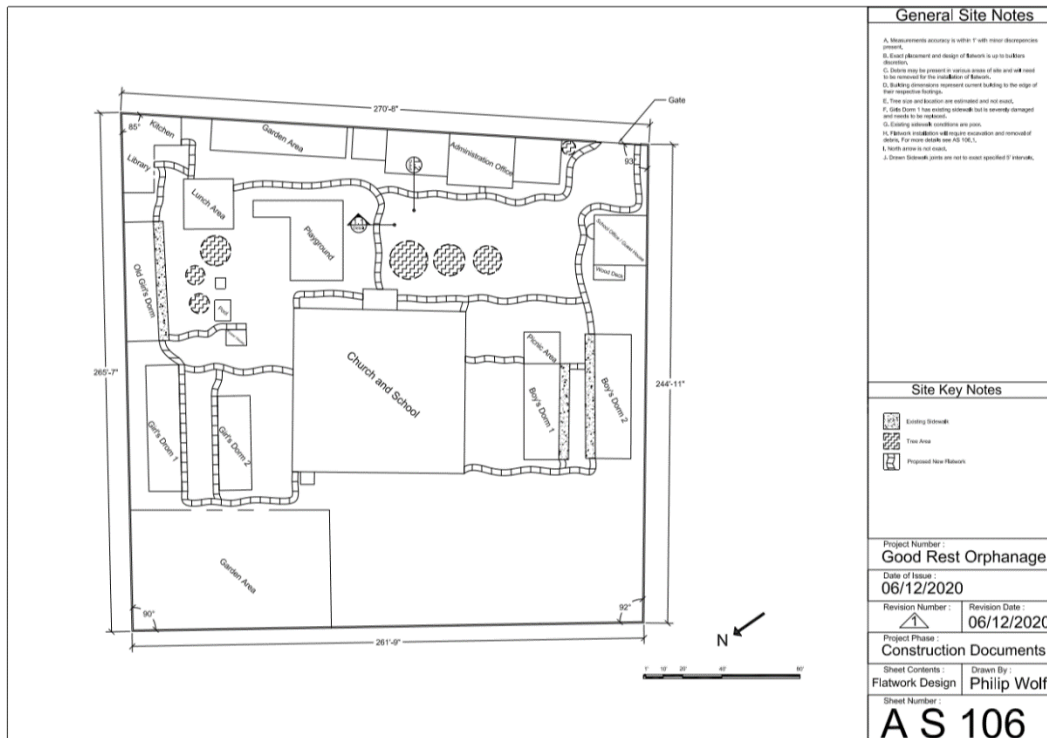 General Site Notes
A. Measurements accuracy is within 1' with minor discrepencies
present.
B. Exact placement and design of flatwork is up to builders
discretion.
C. Debris may be present in various areas of site and will need
to be removed for the installation of flatwork.
D. Building dimensions represent current building to the edge of
their respective footings.
E. Tree size and location are estimated and not exact.
F. Girls Dorm 1 has existing sidewalk but is severely damaged
and needs to be replaced.
G. Existing sidewalk conditions are poor.
H. Flatwork installation will require excavation and removal of
debris. For more details see AS 106.1.
I. North arrow is not exact.
J. Drawn Sidewalk joints are not to exact specified 5' intervals.
270'-8"
Gate
85°
Kitchen
Garden Area
Administration Office
93°
Library
Lunch Area
Playground
School Office / Guest House
Wood Deck
Old Girl's Dorm
Pool
265'-7"
244'-11"
Church and School
Picnic Area
Boy's Dorm 1
Boy's Dorm 2
Girl's Drom 1
Girl's Dorm 2
Garden Area
90°
92°
261'-9"
N
1' 10' 20' 40' 80'
Site Key Notes
Existing Sidewalk
Tree Area
Proposed New Flatwork
Project Number :
Good Rest Orphanage
Date of Issue :
06/12/2020
Revision Number :
1
Revision Date :
06/12/2020
Project Phase :
Construction Documents
Sheet Contents :
Flatwork Design
Drawn By :
Philip Wolf
Sheet Number :
A S 106